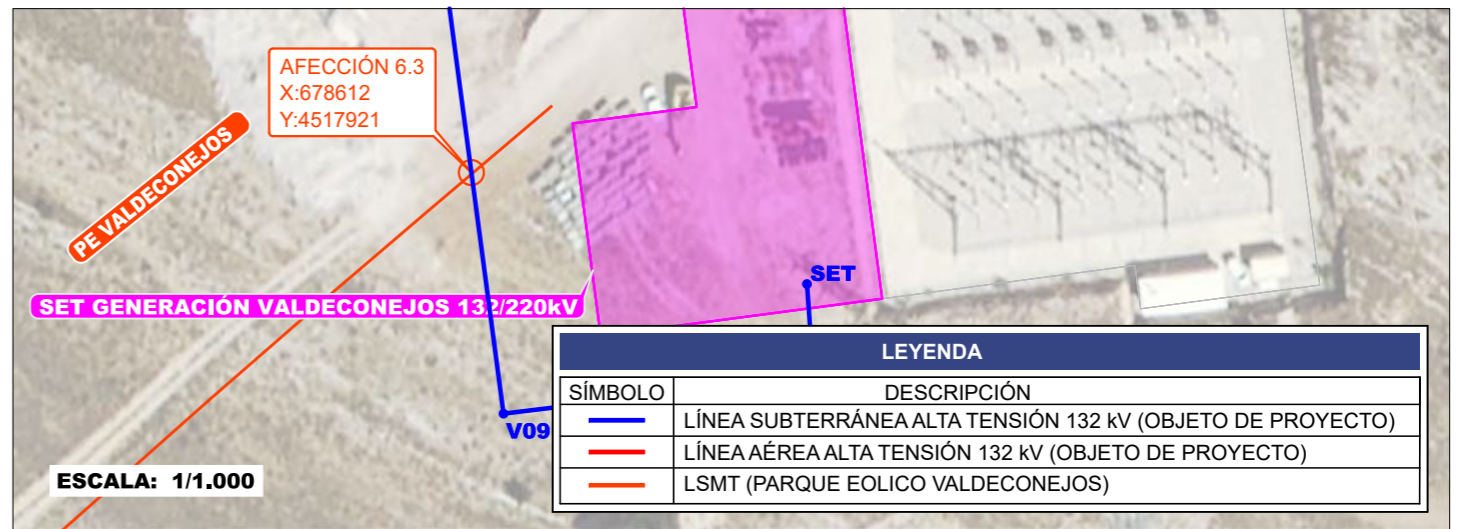 AFECCIÓN 6.3
X:678612
Y:4517921
PE VALDECONEJOS
SET GENERACIÓN VALDECONEJOS 132/220kV
SET
V09
ESCALA: 1/1.000
LEYENDA
SÍMBOLO DESCRIPCIÓN
LÍNEA SUBTERRÁNEA ALTA TENSIÓN 132 kV (OBJETO DE PROYECTO)
LÍNEA AÉREA ALTA TENSIÓN 132 kV (OBJETO DE PROYECTO)
LSMT (PARQUE EOLICO VALDECONEJOS)